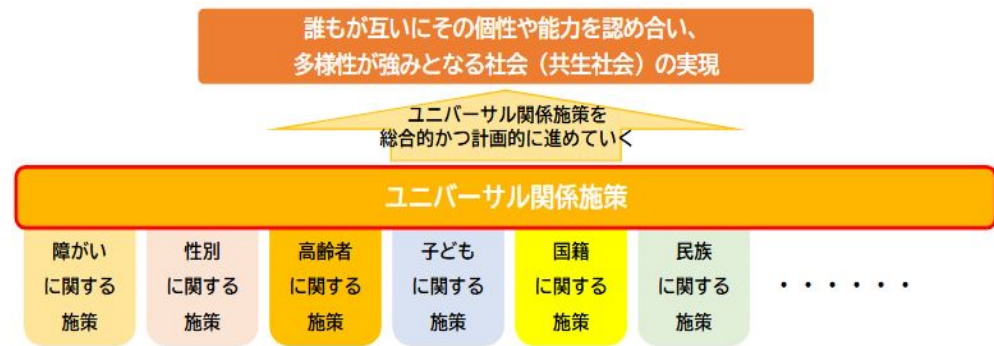 誰もが互いにその個性や能力を認め合い、
多様性が強みとなる社会（共生社会）の実現
ユニバーサル関係施策を
総合的かつ計画的に進めていく
ユニバーサル関係施策
障がい
に関する
施策
性別
に関する
施策
高齢者
に関する
施策
子ども
に関する
施策
国籍
に関する
施策
民族
に関する
施策
・・・・・・